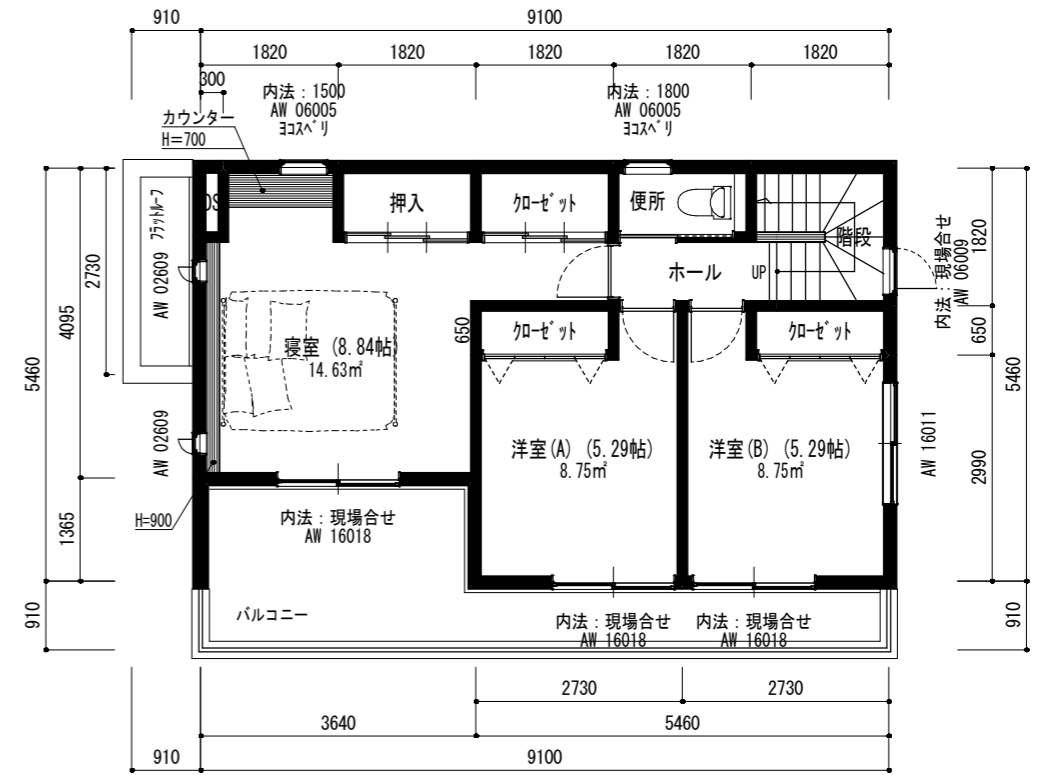 910
9100
1820
1820
1820
1820
1820
300
内法：1500
AW 06005
ﾖｺｽﾍﾞﾘ
内法：1800
AW 06005
ﾖｺｽﾍﾞﾘ
カウンター
H=700
DS
押入
ｸﾛｰｾﾞｯﾄ
便所
階段
ホール
UP
ﾌﾗｯﾄﾙｰﾌ
AW 02609
AW 02609
2730
4095
5460
1365
910
内法：現場合せ
AW 06009
1820
650
2990
5460
910
650
ｸﾛｰｾﾞｯﾄ
ｸﾛｰｾﾞｯﾄ
寝室 (8.84帖)
14.63㎡
洋室(A) (5.29帖)
8.75㎡
洋室(B) (5.29帖)
8.75㎡
AW 16011
H=900
内法：現場合せ
AW 16018
バルコニー
内法：現場合せ
AW 16018
内法：現場合せ
AW 16018
2730
2730
3640
5460
910
9100